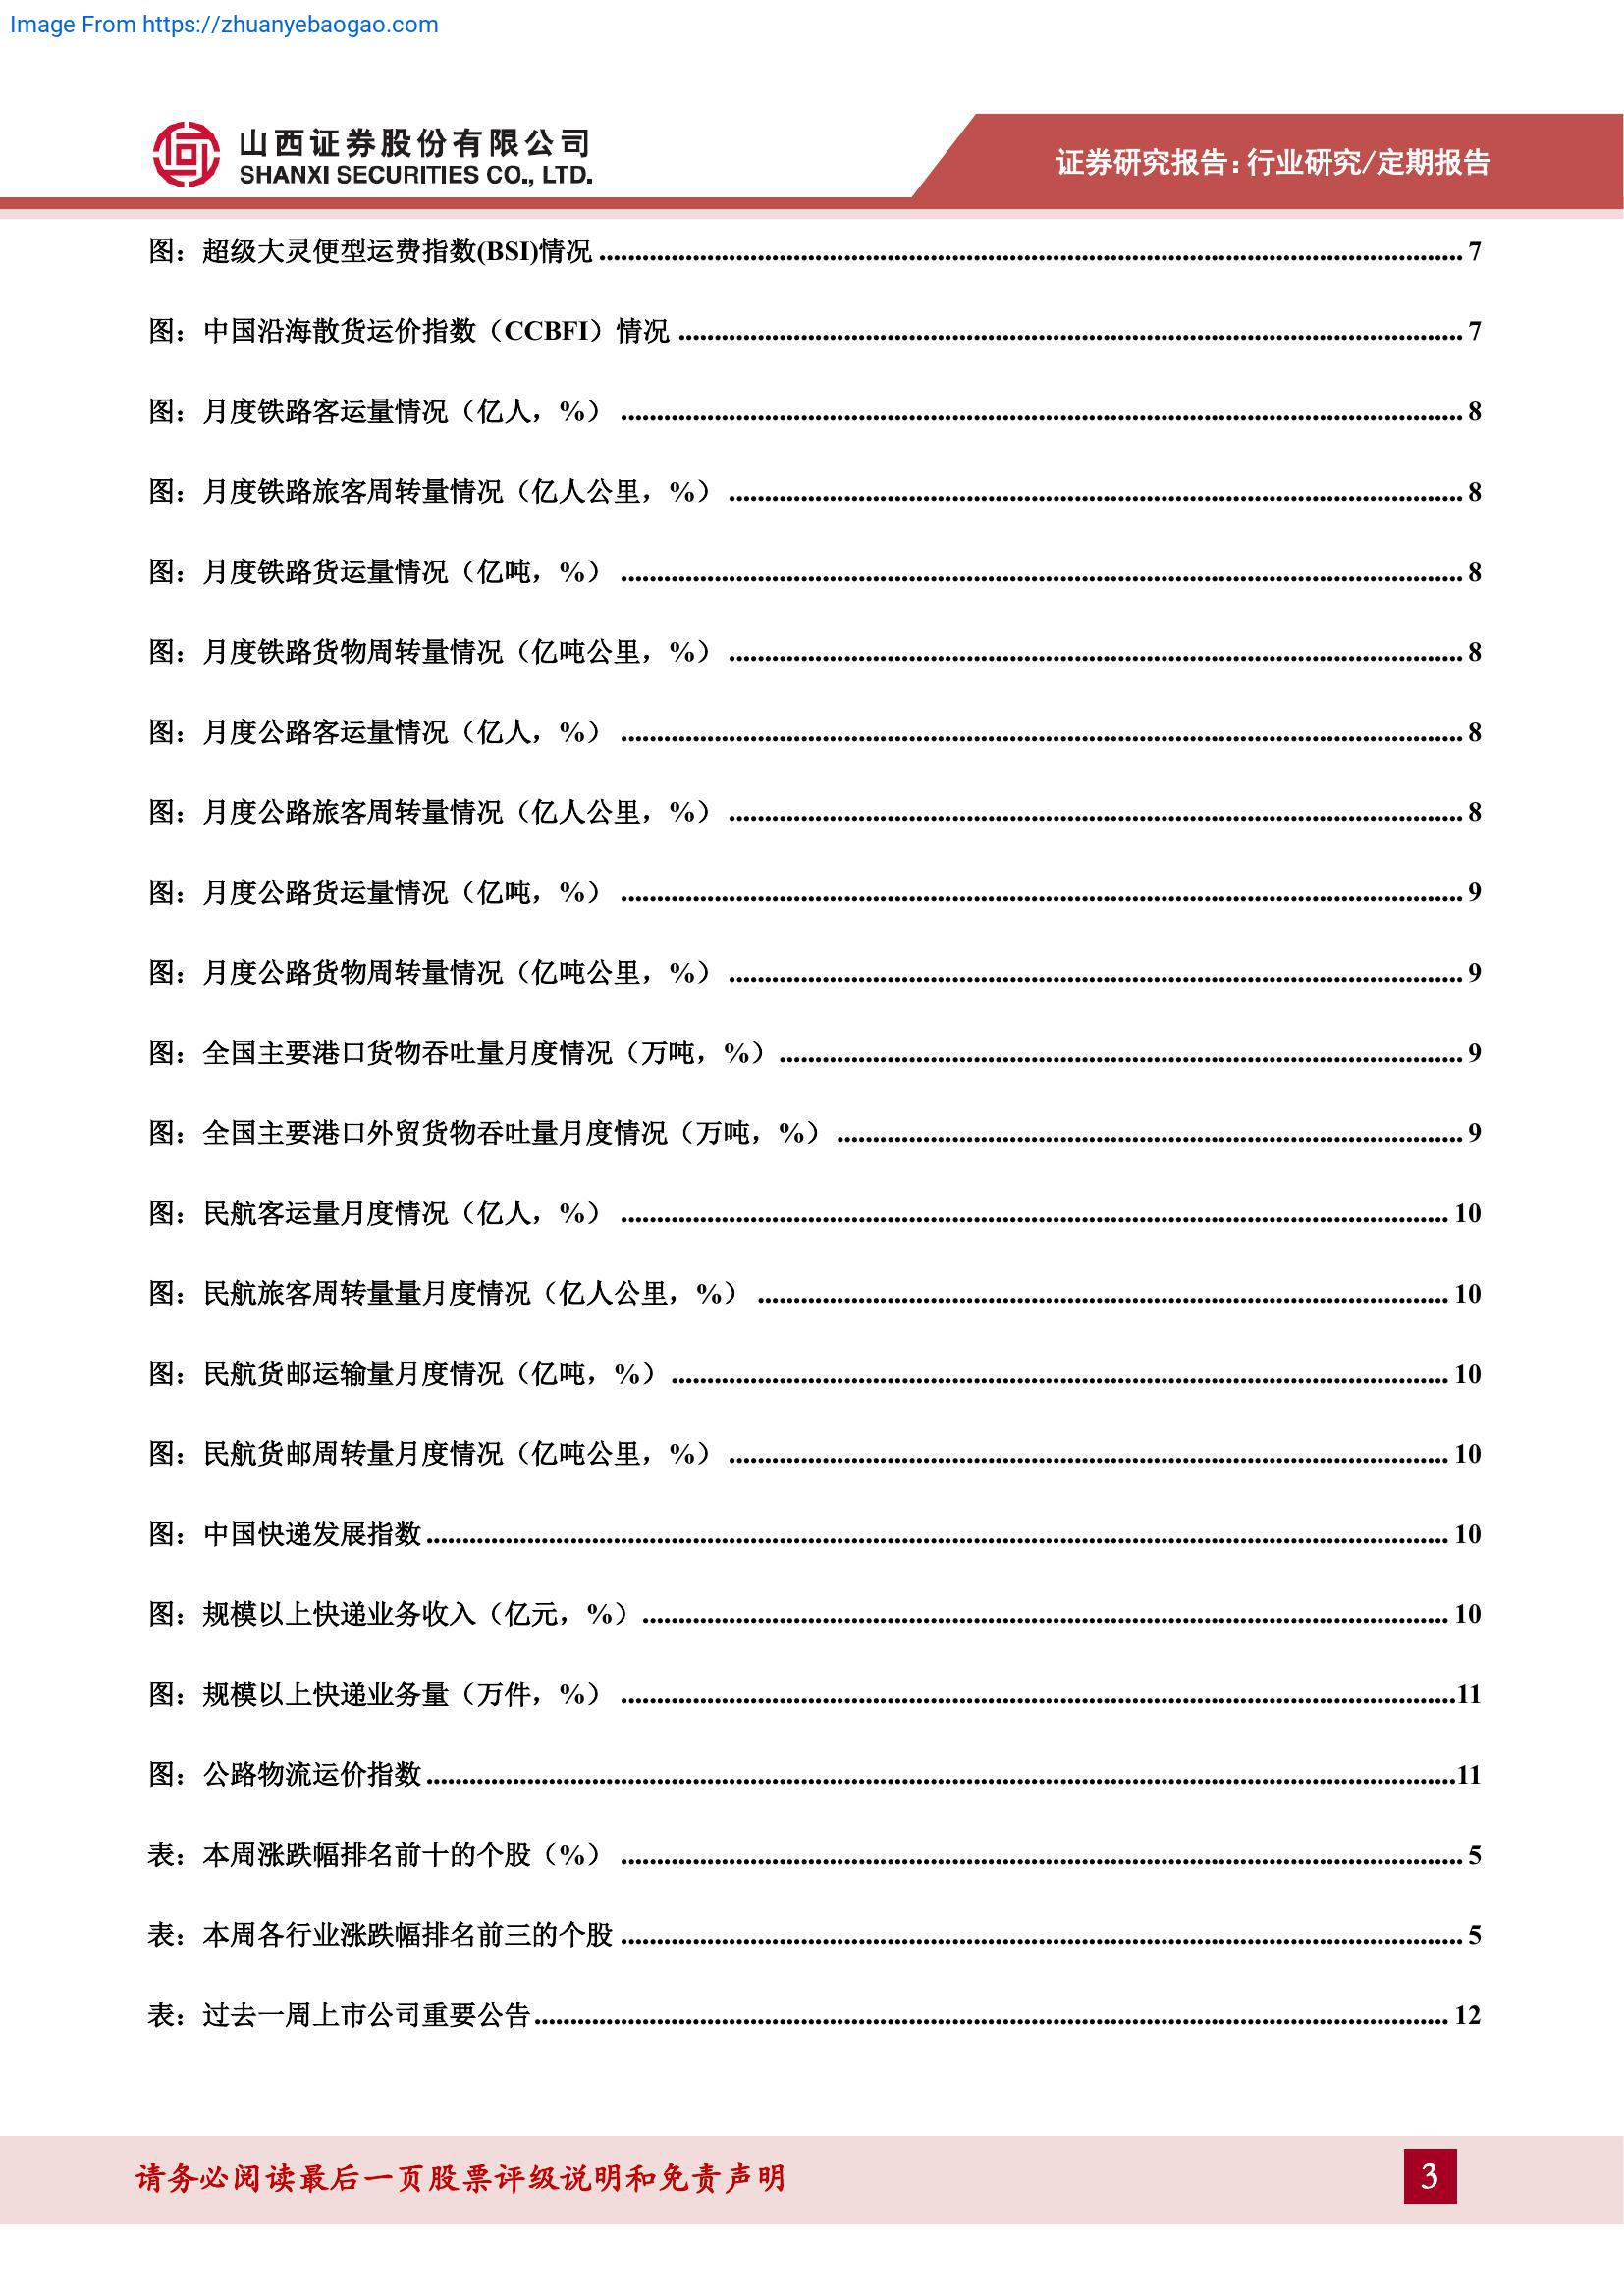 Image From https://zhuanyebaogao.com
山西证券股份有限公司
SHANXI SECURITIES CO., LTD.
证券研究报告：行业研究/定期报告
图：超级大灵便型运费指数(BSI)情况 ........ 7
图：中国沿海散货运价指数（CCBFI）情况 ........ 7
图：月度铁路客运量情况（亿人，%） ........ 8
图：月度铁路旅客周转量情况（亿人公里，%） ........ 8
图：月度铁路货运量情况（亿吨，%） ........ 8
图：月度铁路货物周转量情况（亿吨公里，%） ........ 8
图：月度公路客运量情况（亿人，%） ........ 8
图：月度公路旅客周转量情况（亿人公里，%） ........ 8
图：月度公路货运量情况（亿吨，%） ........ 9
图：月度公路货物周转量情况（亿吨公里，%） ........ 9
图：全国主要港口货物吞吐量月度情况（万吨，%） ........ 9
图：全国主要港口外贸货物吞吐量月度情况（万吨，%） ........ 9
图：民航客运量月度情况（亿人，%） ........ 10
图：民航旅客周转量量月度情况（亿人公里，%） ........ 10
图：民航货邮运输量月度情况（亿吨，%） ........ 10
图：民航货邮周转量月度情况（亿吨公里，%） ........ 10
图：中国快递发展指数 ........ 10
图：规模以上快递业务收入（亿元，%） ........ 10
图：规模以上快递业务量（万件，%） ........ 11
图：公路物流运价指数 ........ 11
表：本周涨跌幅排名前十的个股（%） ........ 5
表：本周各行业涨跌幅排名前三的个股 ........ 5
表：过去一周上市公司重要公告 ........ 12
请务必阅读最后一页股票评级说明和免责声明
3